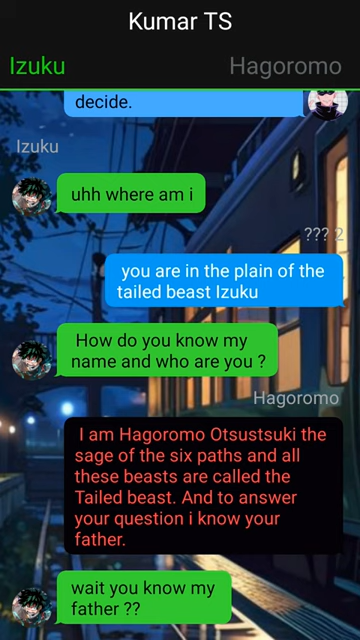 Kumar TS
Izuku
Hagoromo
decide.
Izuku
uhh where am i
??? 2
you are in the plain of the
tailed beast Izuku
How do you know my
name and who are you ?
Hagoromo
I am Hagoromo Otsustsuki the
sage of the six paths and all
these beasts are called the
Tailed beast. And to answer
your question i know your
father.
wait you know my
father ??